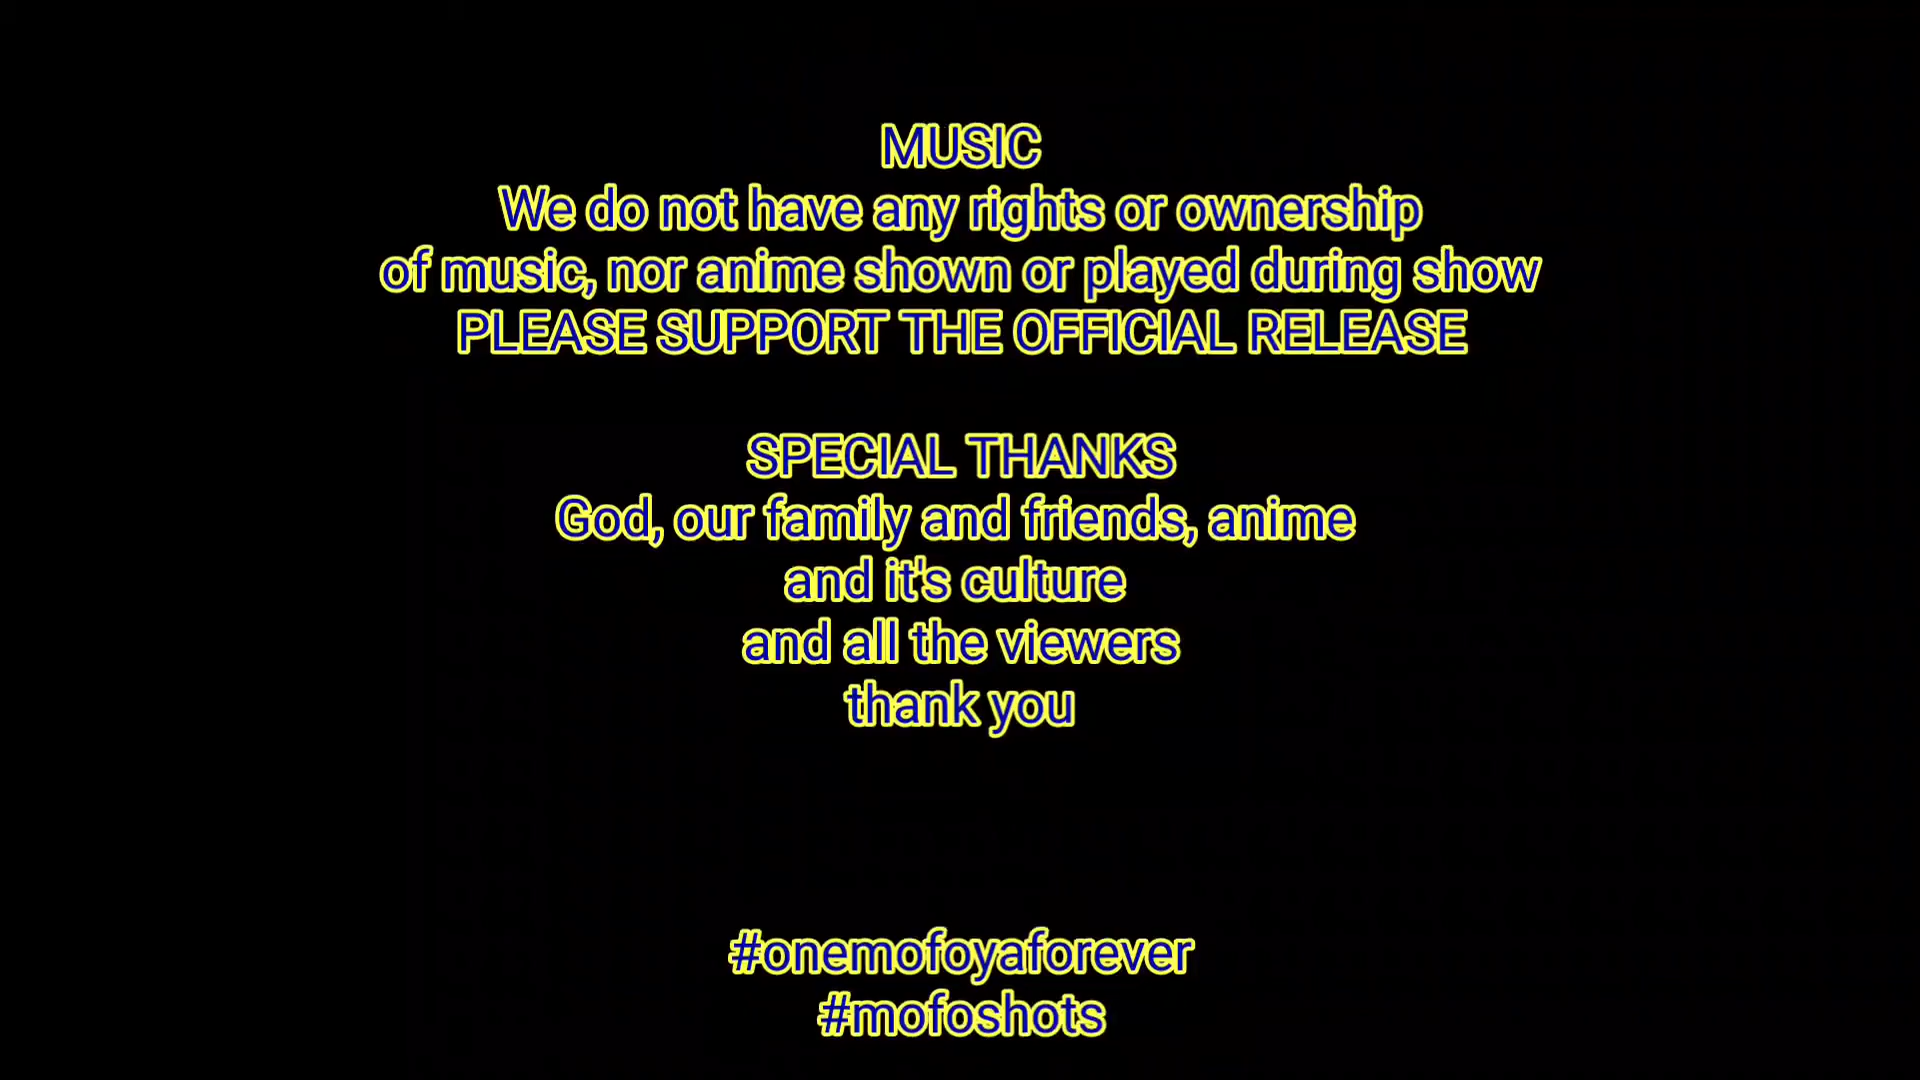 MUSIC
We do not have any rights or ownership
of music, nor anime shown or played during show
PLEASE SUPPORT THE OFFICIAL RELEASE
SPECIAL THANKS
God, our family and friends, anime
and it's culture
and all the viewers
thank you
#onemofoyaforever
#mofoshots